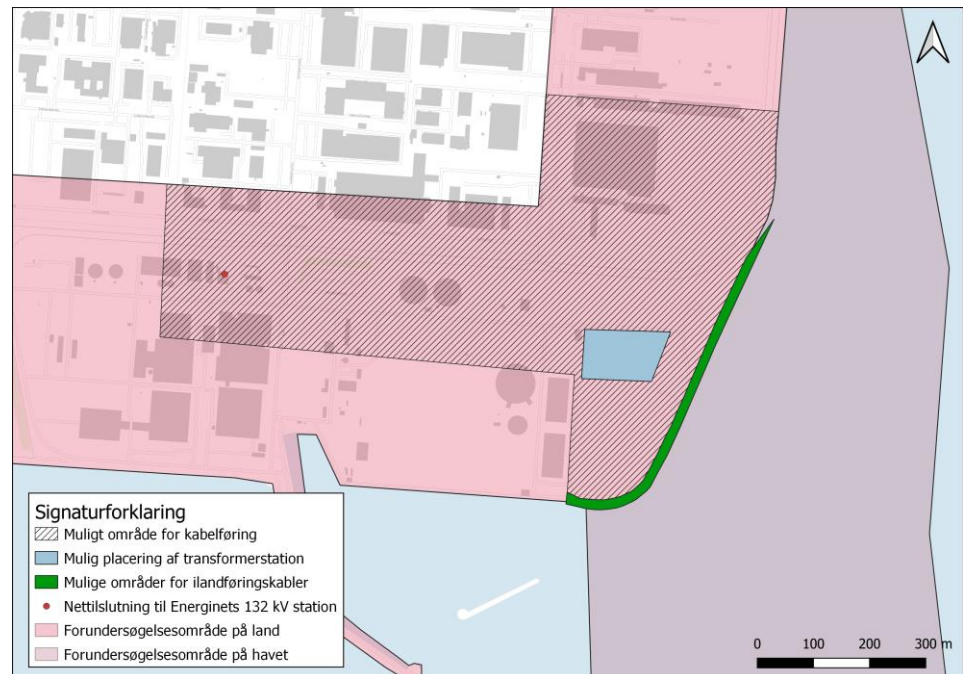 Signaturforklaring
Muligt område for kabelføring
Mulig placering af transformerstation
Mulige områder for ilandføringskabler
Nettilslutning til Energinets 132 kV station
Forundersøgelsesområde på land
Forundersøgelsesområde på havet
0 100 200 300 m